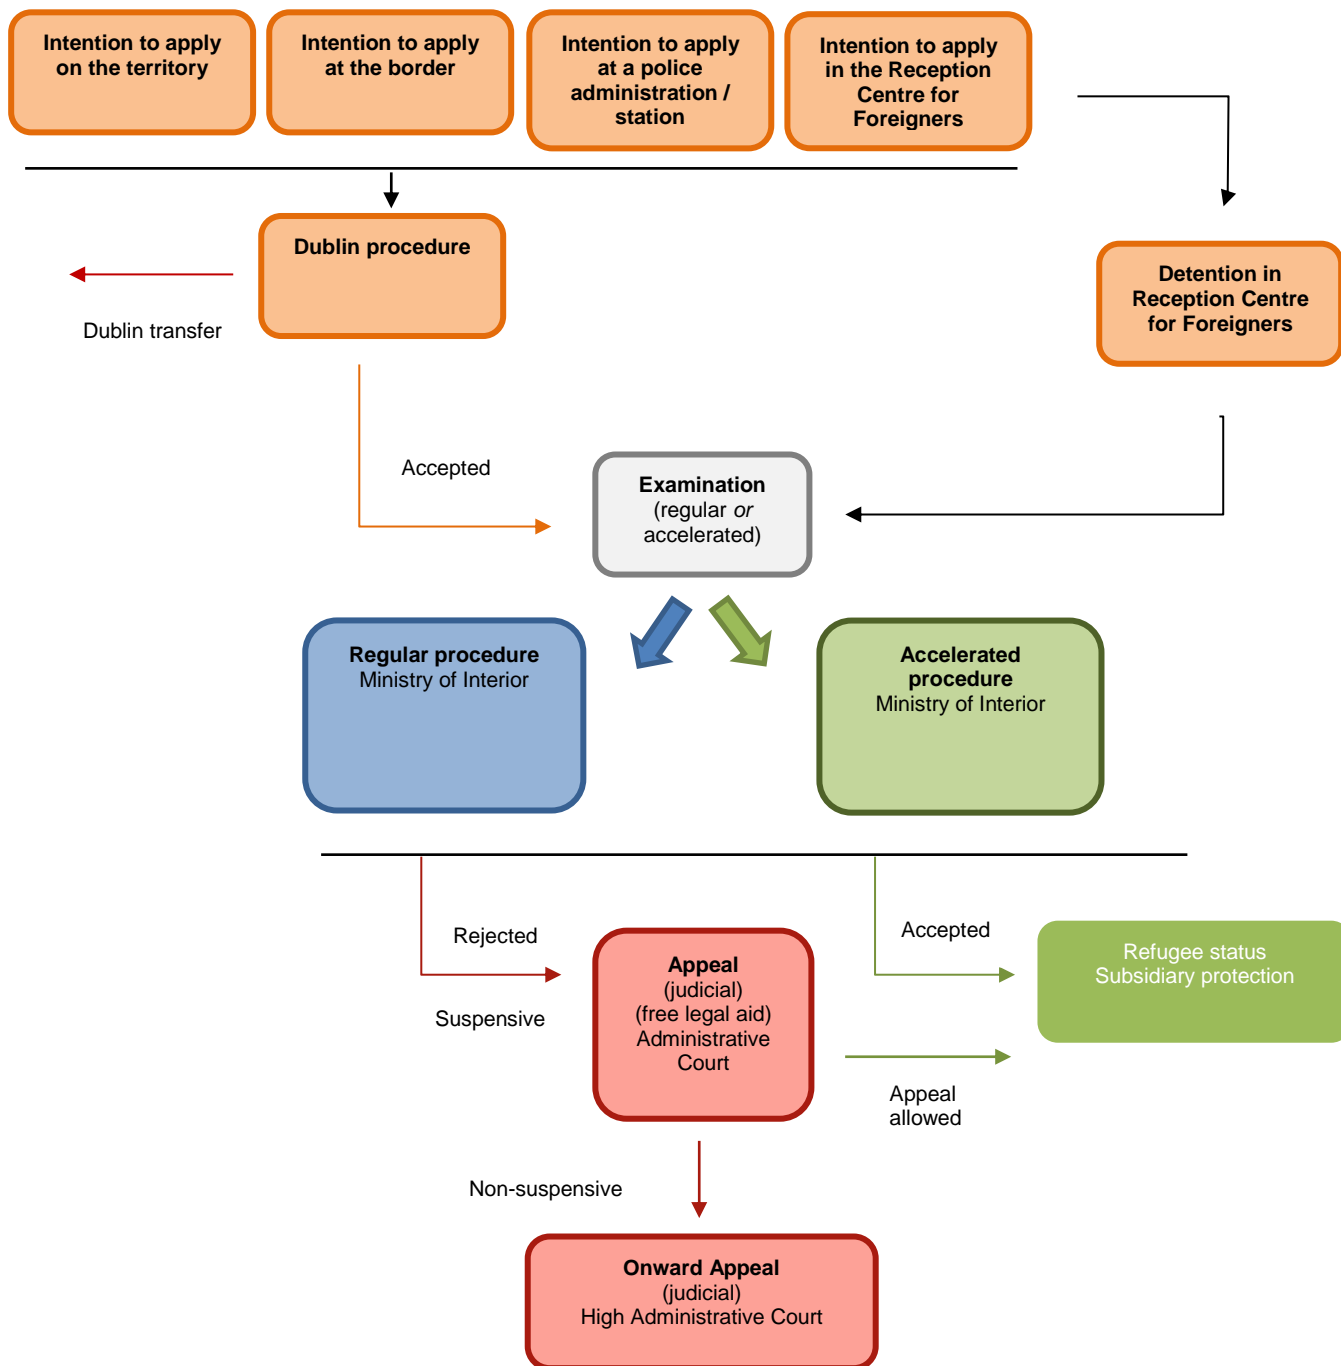 Intention to apply
on the territory
Intention to apply
at the border
Intention to apply
at a police
administration /
station
Intention to apply
in the Reception
Centre for
Foreigners
Dublin procedure
Dublin transfer
Detention in
Reception Centre
for Foreigners
Accepted
Examination
(regular or
accelerated)
Regular procedure
Ministry of Interior
Accelerated
procedure
Ministry of Interior
Rejected
Suspensive
Appeal
(judicial)
(free legal aid)
Administrative
Court
Accepted
Refugee status
Subsidiary protection
Appeal
allowed
Non-suspensive
Onward Appeal
(judicial)
High Administrative Court